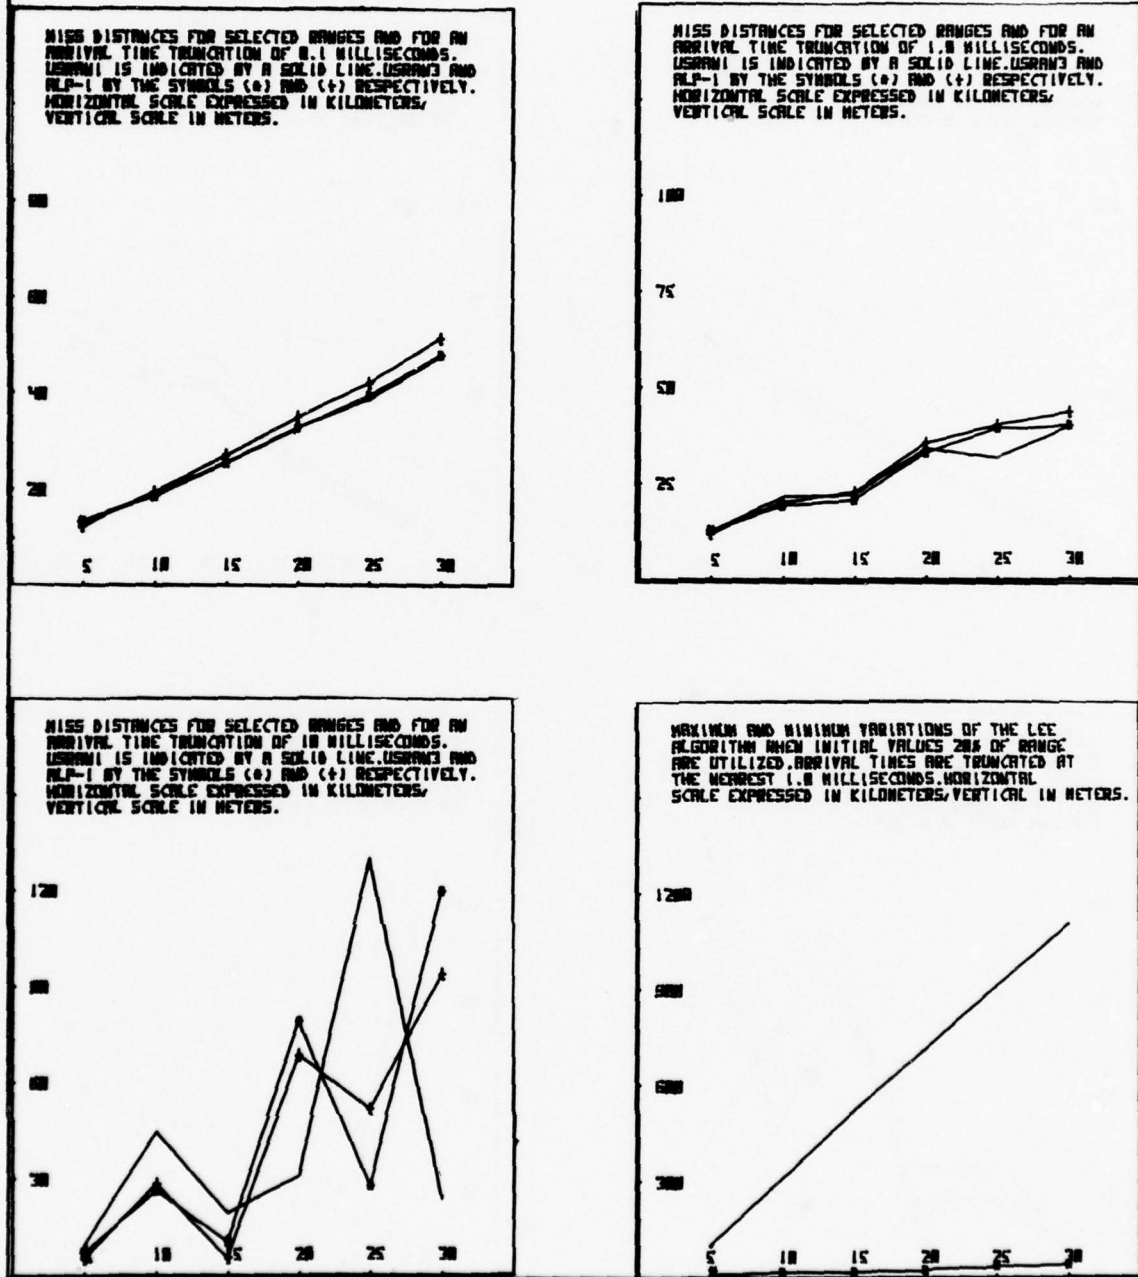 MISS DISTANCES FOR SELECTED RANGES AND FOR AN
ARRIVAL TIME TRUNCATION OF 0.1 MILLISECONDS.
USRAN1 IS INDICATED BY A SOLID LINE.USRAN3 AND
ALP-1 BY THE SYMBOLS (*) AND (+) RESPECTIVELY.
HORIZONTAL SCALE EXPRESSED IN KILOMETERS,
VERTICAL SCALE IN METERS.
80
60
40
20
5 10 15 20 25 30
MISS DISTANCES FOR SELECTED RANGES AND FOR AN
ARRIVAL TIME TRUNCATION OF 1.0 MILLISECONDS.
USRAN1 IS INDICATED BY A SOLID LINE.USRAN3 AND
ALP-1 BY THE SYMBOLS (*) AND (+) RESPECTIVELY.
HORIZONTAL SCALE EXPRESSED IN KILOMETERS,
VERTICAL SCALE IN METERS.
100
75
50
25
5 10 15 20 25 30
MISS DISTANCES FOR SELECTED RANGES AND FOR AN
ARRIVAL TIME TRUNCATION OF 10 MILLISECONDS.
USRAN1 IS INDICATED BY A SOLID LINE.USRAN3 AND
ALP-1 BY THE SYMBOLS (*) AND (+) RESPECTIVELY.
HORIZONTAL SCALE EXPRESSED IN KILOMETERS,
VERTICAL SCALE IN METERS.
120
90
60
30
5 10 15 20 25 30
MAXIMUM AND MINIMUM VARIATIONS OF THE LEE
ALGORITHM WHEN INITIAL VALUES 20% OF RANGE
ARE UTILIZED.ARRIVAL TIMES ARE TRUNCATED AT
THE NEAREST 1.0 MILLISECONDS.HORIZONTAL
SCALE EXPRESSED IN KILOMETERS,VERTICAL IN METERS.
1200
900
600
300
5 10 15 20 25 30